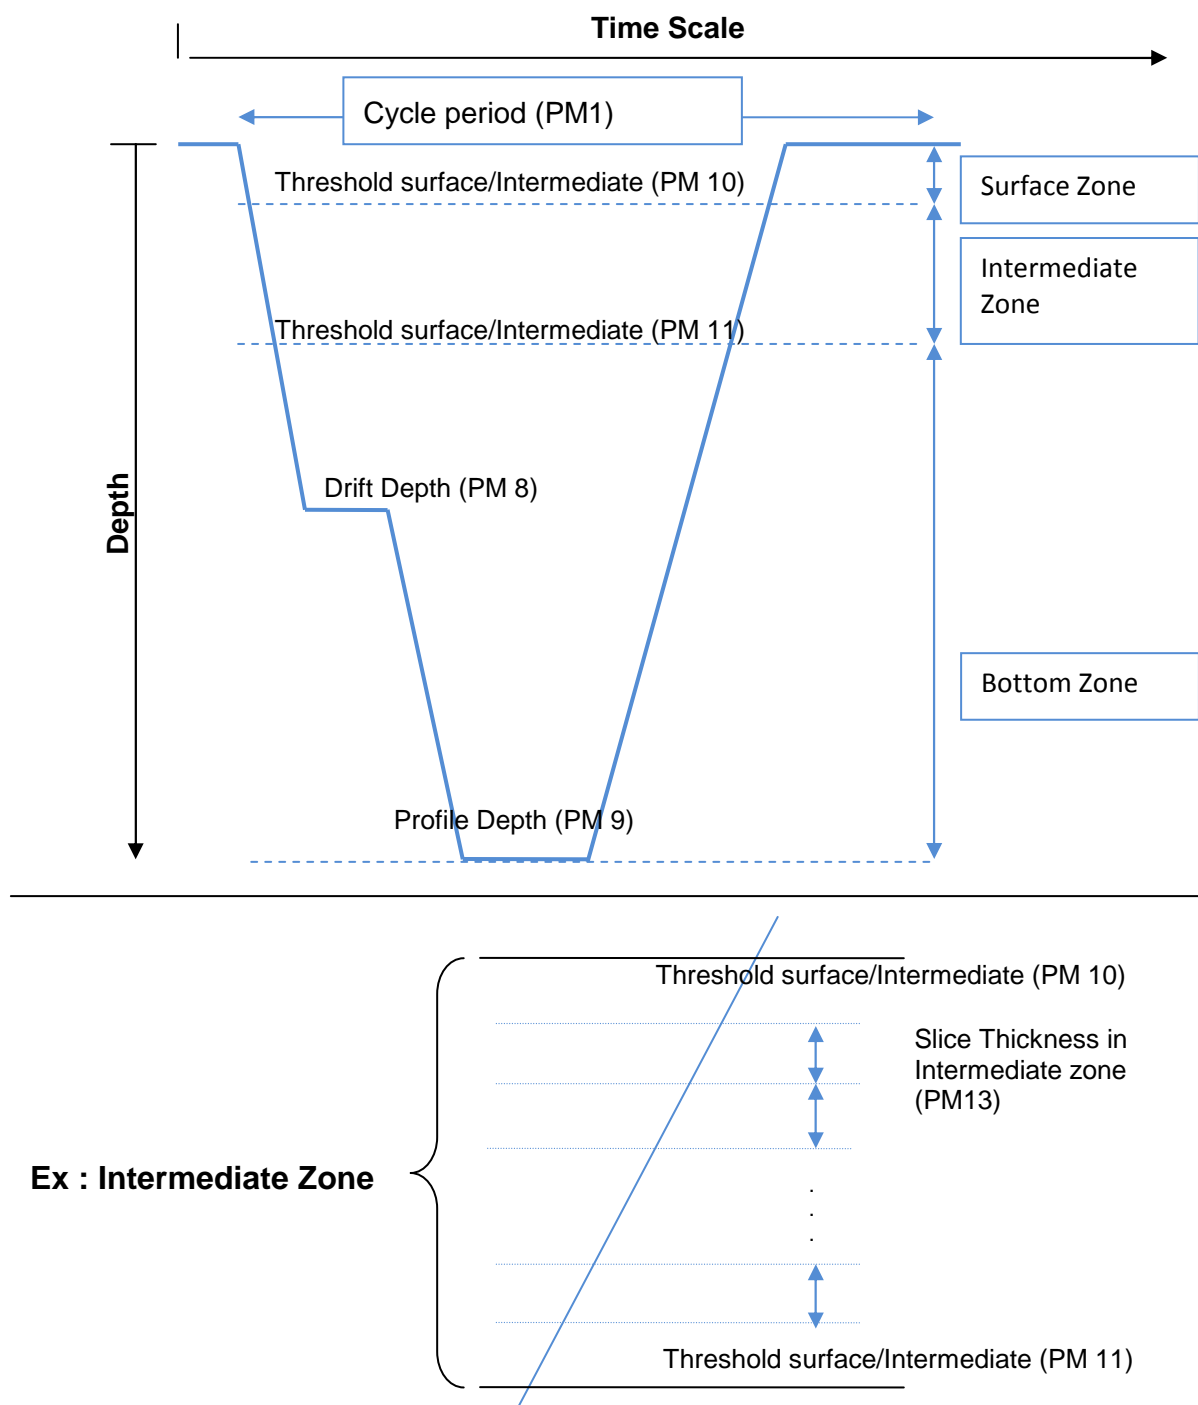 Time Scale
Cycle period (PM1)
Threshold surface/Intermediate (PM 10)
Surface Zone
Intermediate
Zone
Threshold surface/Intermediate (PM 11)
Depth
Drift Depth (PM 8)
Bottom Zone
Profile Depth (PM 9)
Threshold surface/Intermediate (PM 10)
Slice Thickness in
Intermediate zone
(PM13)
Ex : Intermediate Zone
.
.
.
Threshold surface/Intermediate (PM 11)